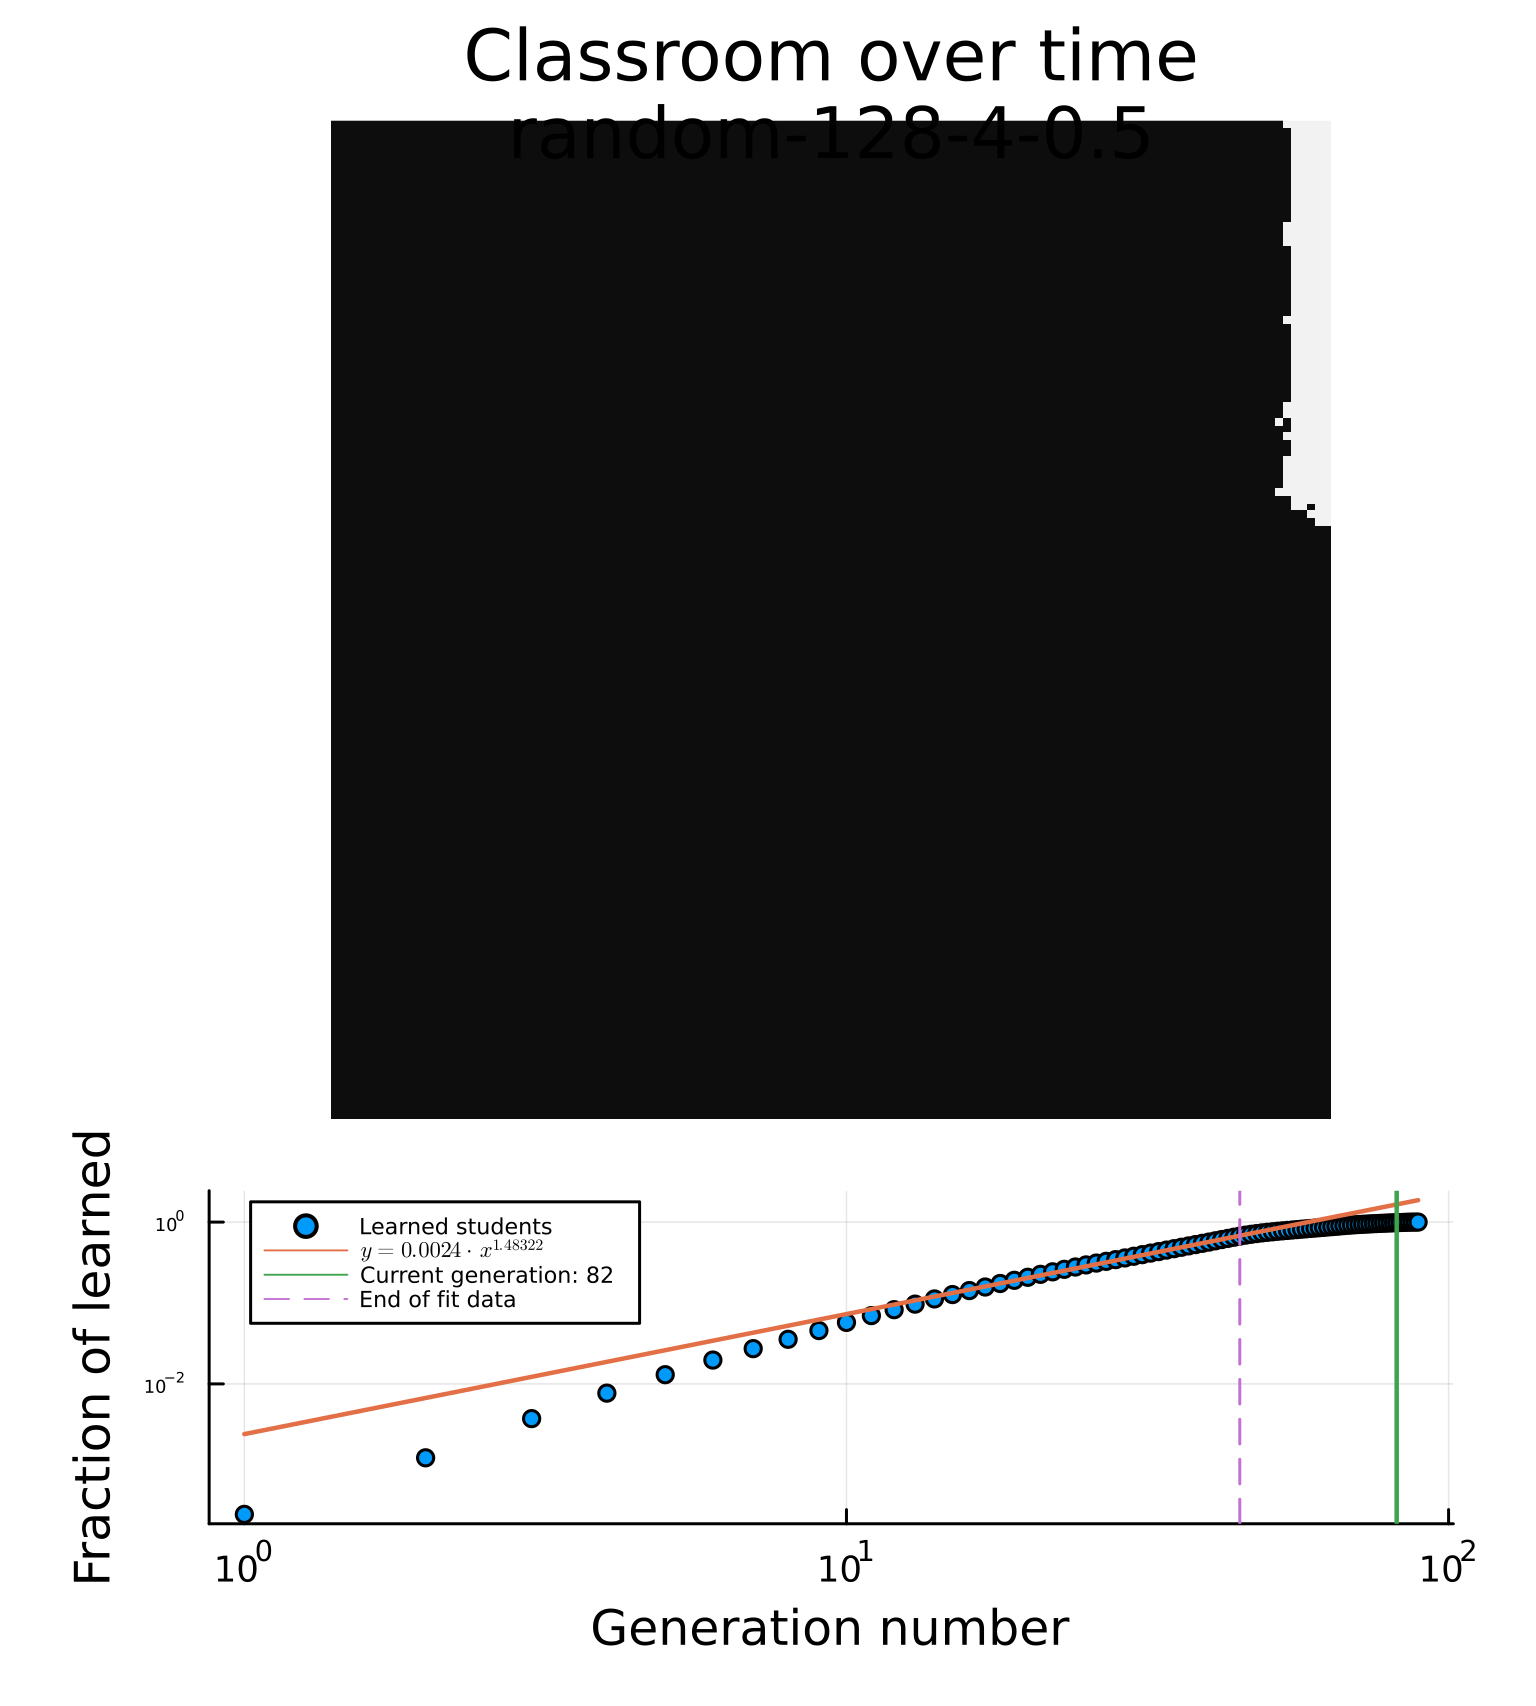 Classroom over time
random-128-4-0.5
Fraction of learned
10^0
10^-2
Learned students
y = 0.0024 · x^1.48322
Current generation: 82
End of fit data
10^0
10^1
10^2
Generation number